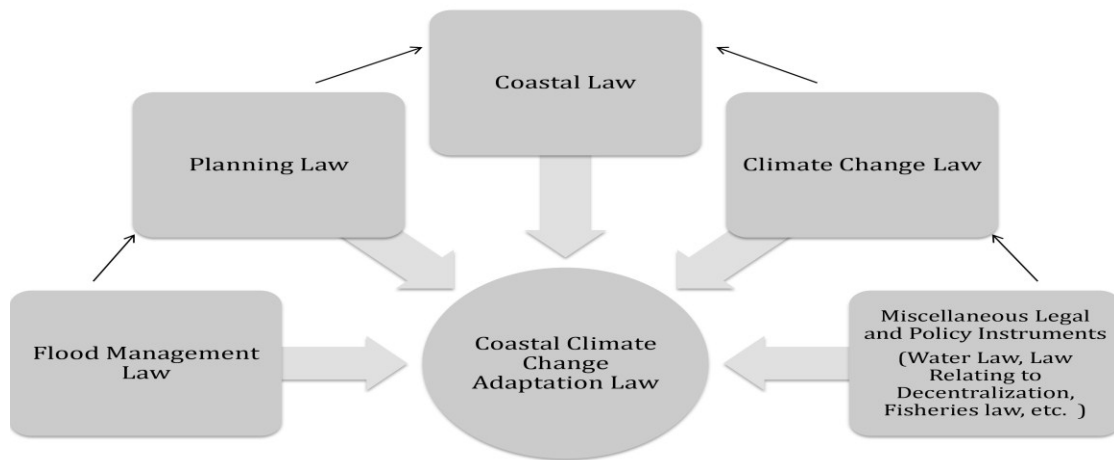 Coastal Law
Planning Law
Climate Change Law
Flood Management
Law
Coastal Climate
Change
Adaptation Law
Miscellaneous Legal
and Policy Instruments
(Water Law, Law
Relating to
Decentralization,
Fisheries law, etc. )